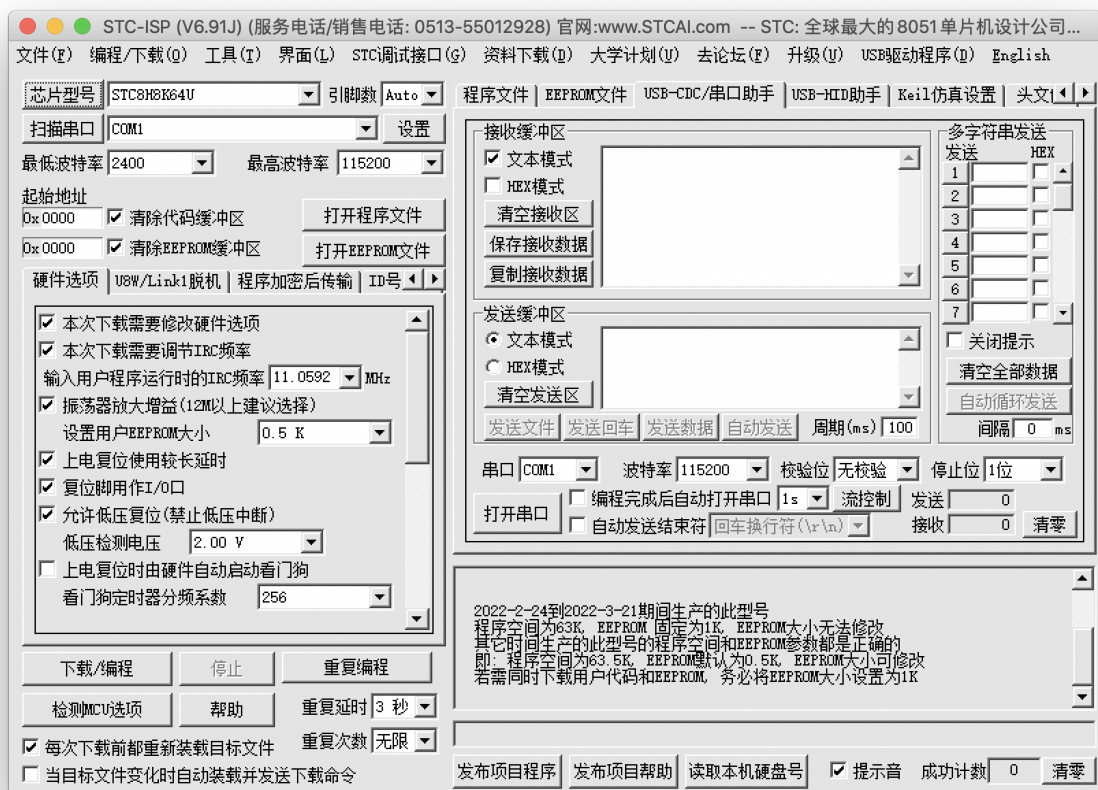 STC-ISP (V6.91J) (服务电话/销售电话: 0513-55012928) 官网:www.STCAI.com -- STC: 全球最大的8051单片机设计公司...
文件(F) 编程/下载(O) 工具(T) 界面(L) STC调试接口(G) 资料下载(D) 大学计划(U) 去论坛(F) 升级(U) USB驱动程序(D) English
芯片型号 STC8H8K64U 引脚数 Auto
扫描串口 COM1 设置
最低波特率 2400 最高波特率 115200
起始地址
0x 0000 清除代码缓冲区 打开程序文件
0x 0000 清除EEPROM缓冲区 打开EEPROM文件
硬件选项 U8W/Link1脱机 程序加密后传输 ID号
本次下载需要修改硬件选项
本次下载需要调节IRC频率
输入用户程序运行时的IRC频率 11.0592 MHz
振荡器放大增益(12M以上建议选择)
设置用户EEPROM大小 0.5 K
上电复位使用较长延时
复位脚用作I/O口
允许低压复位(禁止低压中断)
低压检测电压 2.00 V
上电复位时由硬件自动启动看门狗
看门狗定时器分频系数 256
下载/编程 停止 重复编程
检测MCU选项 帮助 重复延时 3 秒
每次下载前都重新装载目标文件 重复次数 无限
当目标文件变化时自动装载并发送下载命令
程序文件 EEPROM文件 USB-CDC/串口助手 USB-HID助手 Keil仿真设置 头文
接收缓冲区
文本模式
HEX模式
清空接收区
保存接收数据
复制接收数据
多字符串发送
发送 HEX
1
2
3
4
5
6
7
关闭提示
清空全部数据
自动循环发送
间隔 0 ms
发送缓冲区
文本模式
HEX模式
清空发送区
发送文件 发送回车 发送数据 自动发送 周期(ms) 100
串口 COM1 波特率 115200 校验位 无校验 停止位 1位
打开串口 编程完成后自动打开串口 1s 流控制 发送 0
自动发送结束符 回车换行符(\r\n) 接收 0 清零
2022-2-24到2022-3-21期间生产的此型号
程序空间为63K, EEPROM 固定为1K, EEPROM大小无法修改
其它时间生产的此型号的程序空间和EEPROM参数都是正确的
即: 程序空间为63.5K, EEPROM默认为0.5K, EEPROM大小可修改
若需同时下载用户代码和EEPROM, 务必将EEPROM大小设置为1K
发布项目程序 发布项目帮助 读取本机硬盘号 提示音 成功计数 0 清零